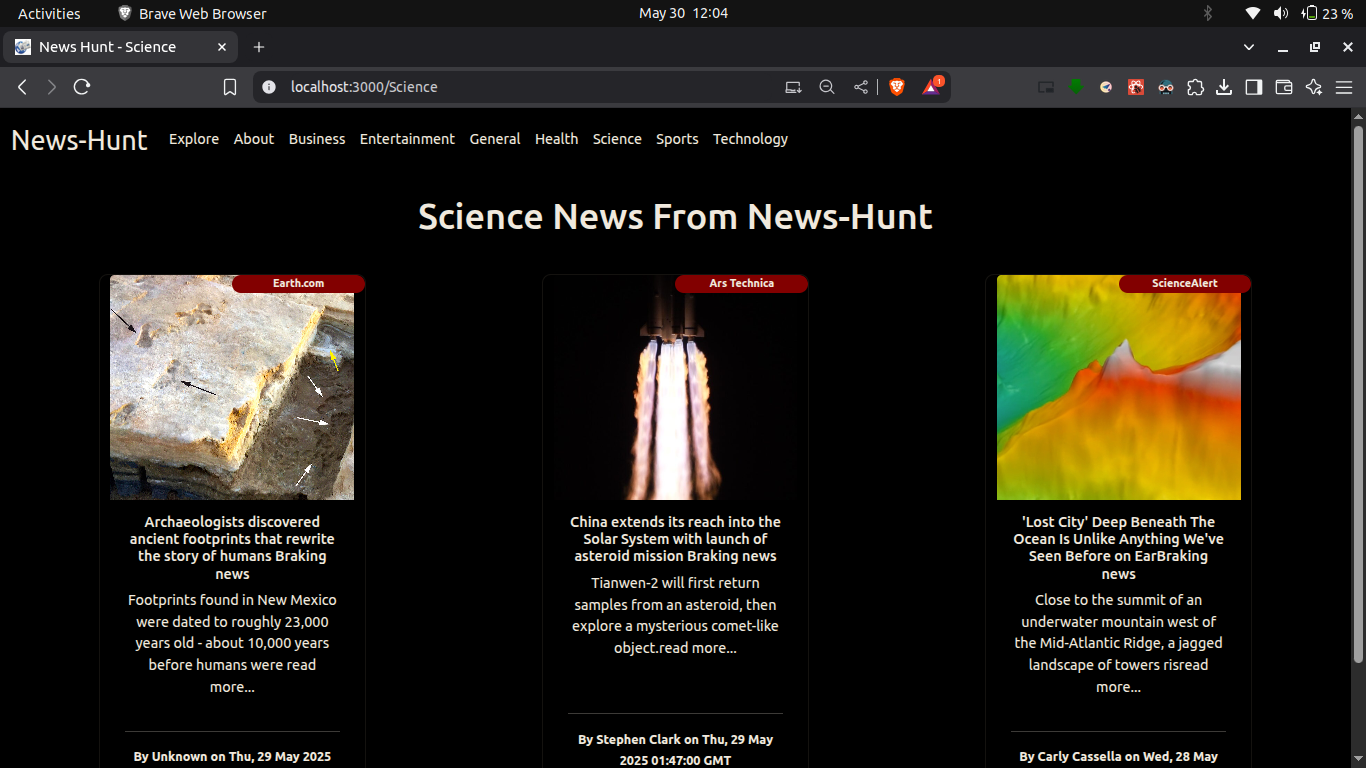 Activities Brave Web Browser May 30 12:04 23 %
News Hunt - Science
localhost:3000/Science 1
News-Hunt Explore About Business Entertainment General Health Science Sports Technology
Science News From News-Hunt
Earth.com
Archaeologists discovered
ancient footprints that rewrite
the story of humans Braking
news
Footprints found in New Mexico
were dated to roughly 23,000
years old - about 10,000 years
before humans were read
more...
By Unknown on Thu, 29 May 2025
Ars Technica
China extends its reach into the
Solar System with launch of
asteroid mission Braking news
Tianwen-2 will first return
samples from an asteroid, then
explore a mysterious comet-like
object.read more...
By Stephen Clark on Thu, 29 May
2025 01:47:00 GMT
ScienceAlert
'Lost City' Deep Beneath The
Ocean Is Unlike Anything We've
Seen Before on EarBraking
news
Close to the summit of an
underwater mountain west of
the Mid-Atlantic Ridge, a jagged
landscape of towers risread
more...
By Carly Cassella on Wed, 28 May